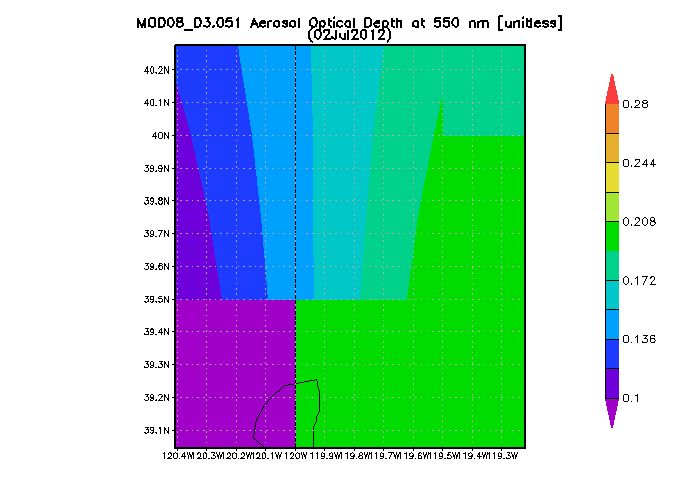 MOD08_D3.051 Aerosol Optical Depth at 550 nm [unitless]
(02Jul2012)
40.2N
40.1N
40N
39.9N
39.8N
39.7N
39.6N
39.5N
39.4N
39.3N
39.2N
39.1N
120.4W 120.3W 120.2W 120.1W 120W 119.9W 119.8W 119.7W 119.6W 119.5W 119.4W 119.3W
0.28
0.244
0.208
0.172
0.136
0.1